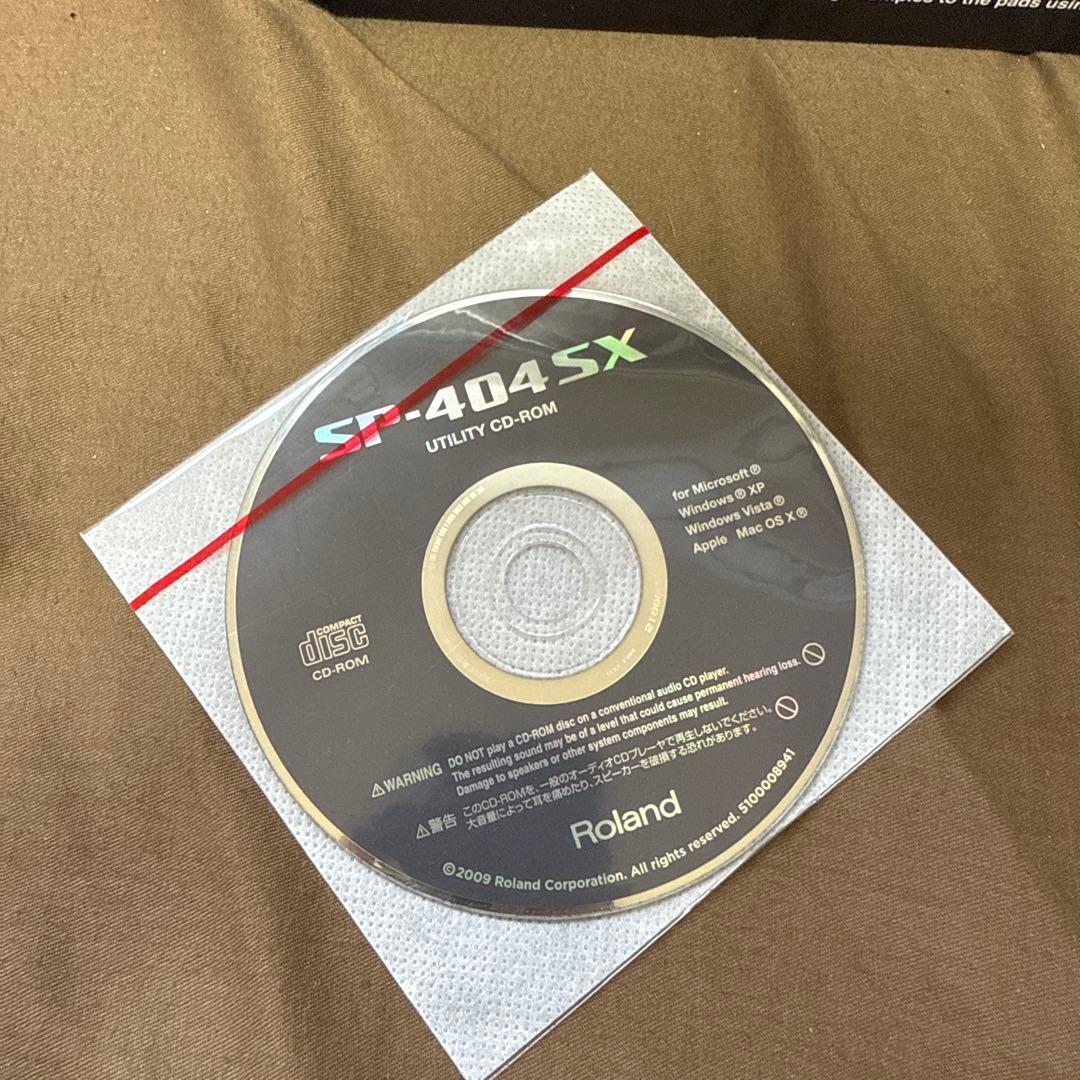 samples to the pads using
SP-404SX
UTILITY CD-ROM
for Microsoft®
Windows® XP
Windows Vista®
Apple Mac OS X®
COMPACT
disc
CD-ROM
⚠WARNING DO NOT play a CD-ROM disc on a conventional audio CD player.
The resulting sound may be of a level that could cause permanent hearing loss.
Damage to speakers or other system components may result.
⚠警告 このCD-ROMを、一般のオーディオCDプレーヤで再生しないでください。
大音量によって耳を痛めたり、スピーカーを破損する恐れがあります。
Roland
©2009 Roland Corporation. All rights reserved. 5100008941